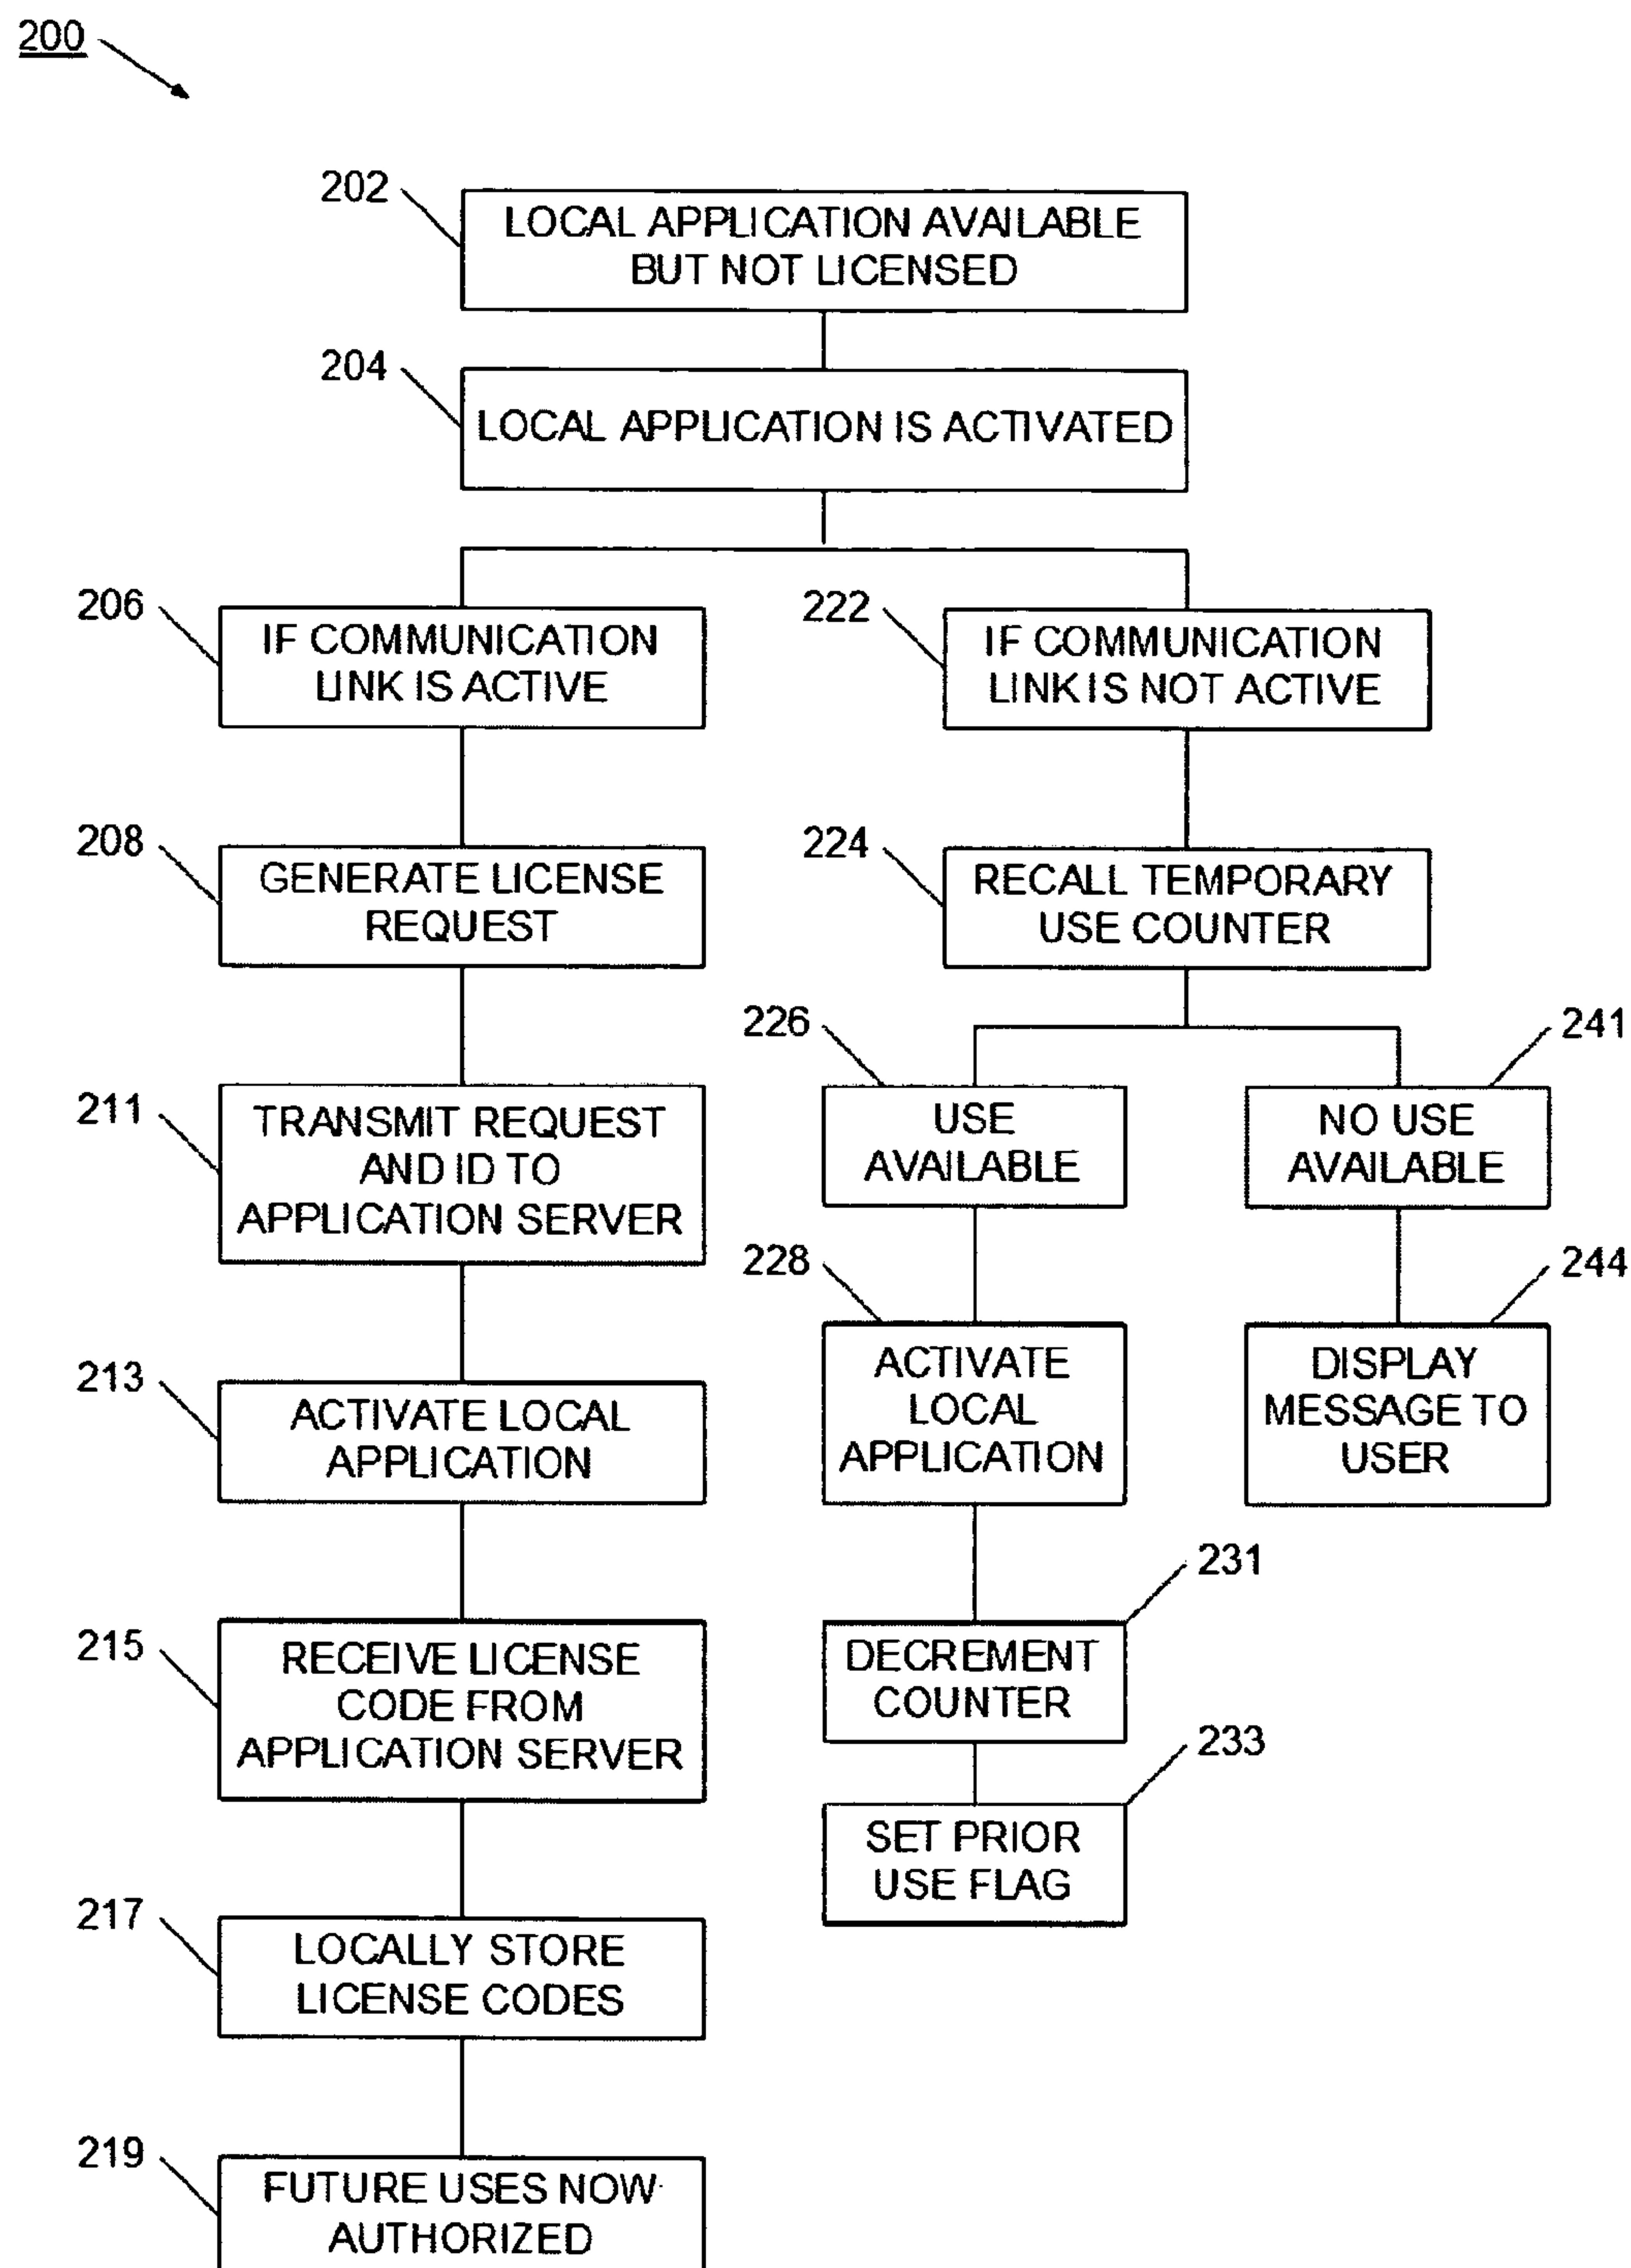 200
202
LOCAL APPLICATION AVAILABLE
BUT NOT LICENSED
204
LOCAL APPLICATION IS ACTIVATED
206
IF COMMUNICATION
LINK IS ACTIVE
222
IF COMMUNICATION
LINK IS NOT ACTIVE
208
GENERATE LICENSE
REQUEST
224
RECALL TEMPORARY
USE COUNTER
211
TRANSMIT REQUEST
AND ID TO
APPLICATION SERVER
226
USE
AVAILABLE
241
NO USE
AVAILABLE
213
ACTIVATE LOCAL
APPLICATION
228
ACTIVATE
LOCAL
APPLICATION
244
DISPLAY
MESSAGE TO
USER
215
RECEIVE LICENSE
CODE FROM
APPLICATION SERVER
231
DECREMENT
COUNTER
233
SET PRIOR
USE FLAG
217
LOCALLY STORE
LICENSE CODES
219
FUTURE USES NOW
AUTHORIZED